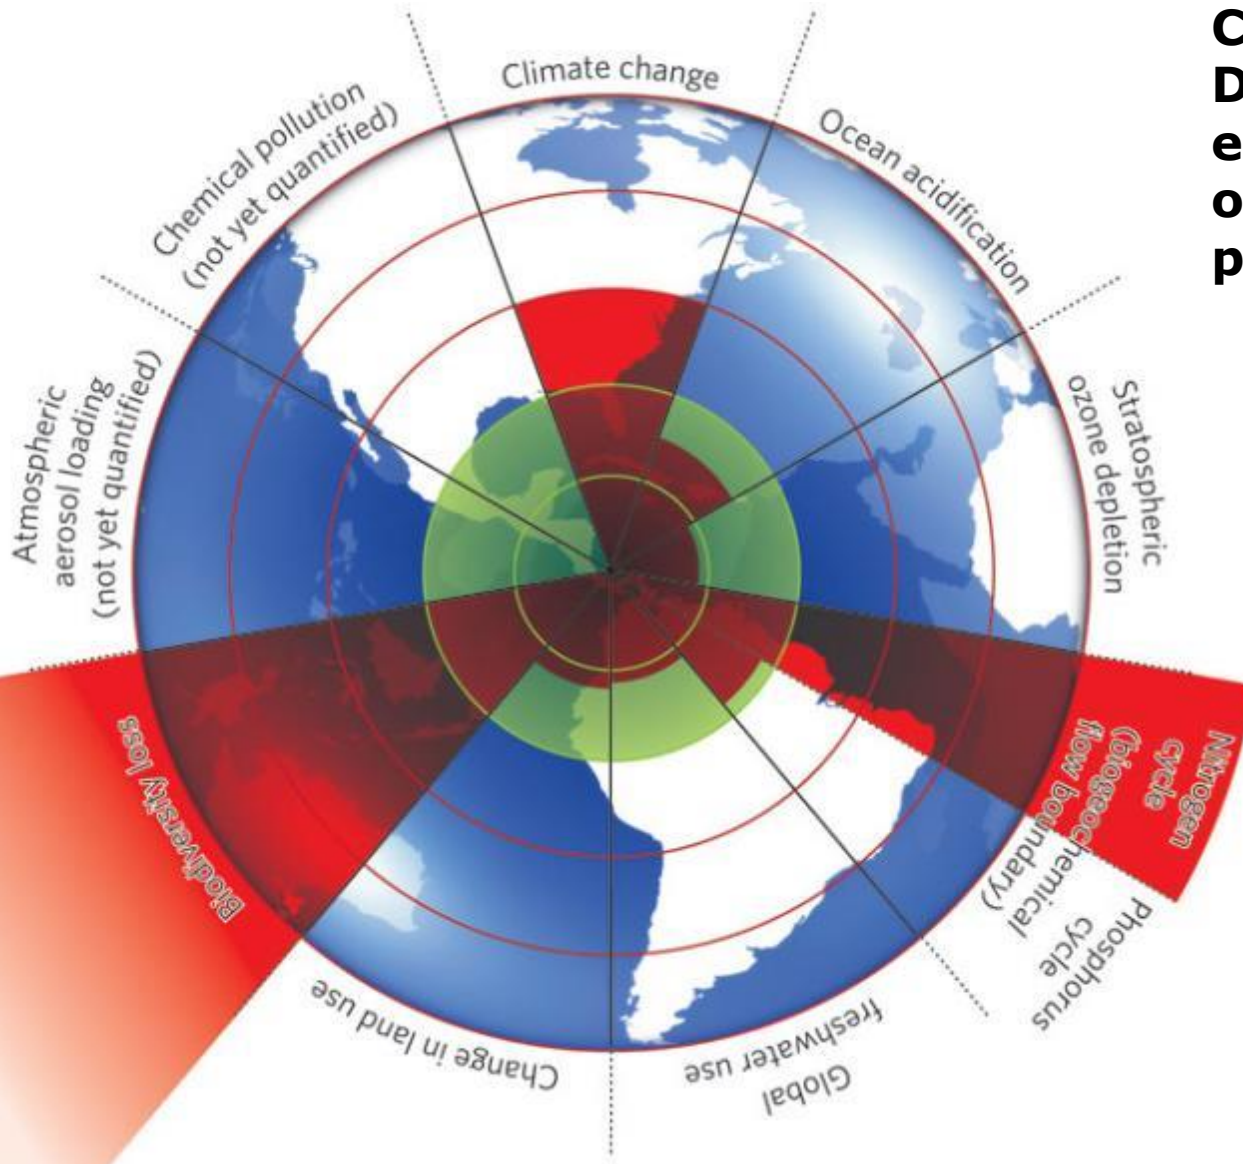 Climate change
Ocean acidification
Stratospheric
ozone depletion
Nitrogen
cycle
(biogeochemical
flow boundary)
Phosphorus
cycle
Global
freshwater use
Change in land use
Biodiversity loss
Atmospheric
aerosol loading
(not yet quantified)
Chemical pollution
(not yet quantified)
C
D
e
o
p